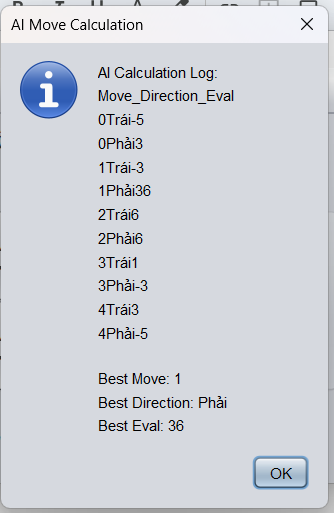 AI Move Calculation
AI Calculation Log:
Move_Direction_Eval
0Trái-5
0Phải3
1Trái-3
1Phải36
2Trái6
2Phải6
3Trái1
3Phải-3
4Trái3
4Phải-5
Best Move: 1
Best Direction: Phải
Best Eval: 36
OK